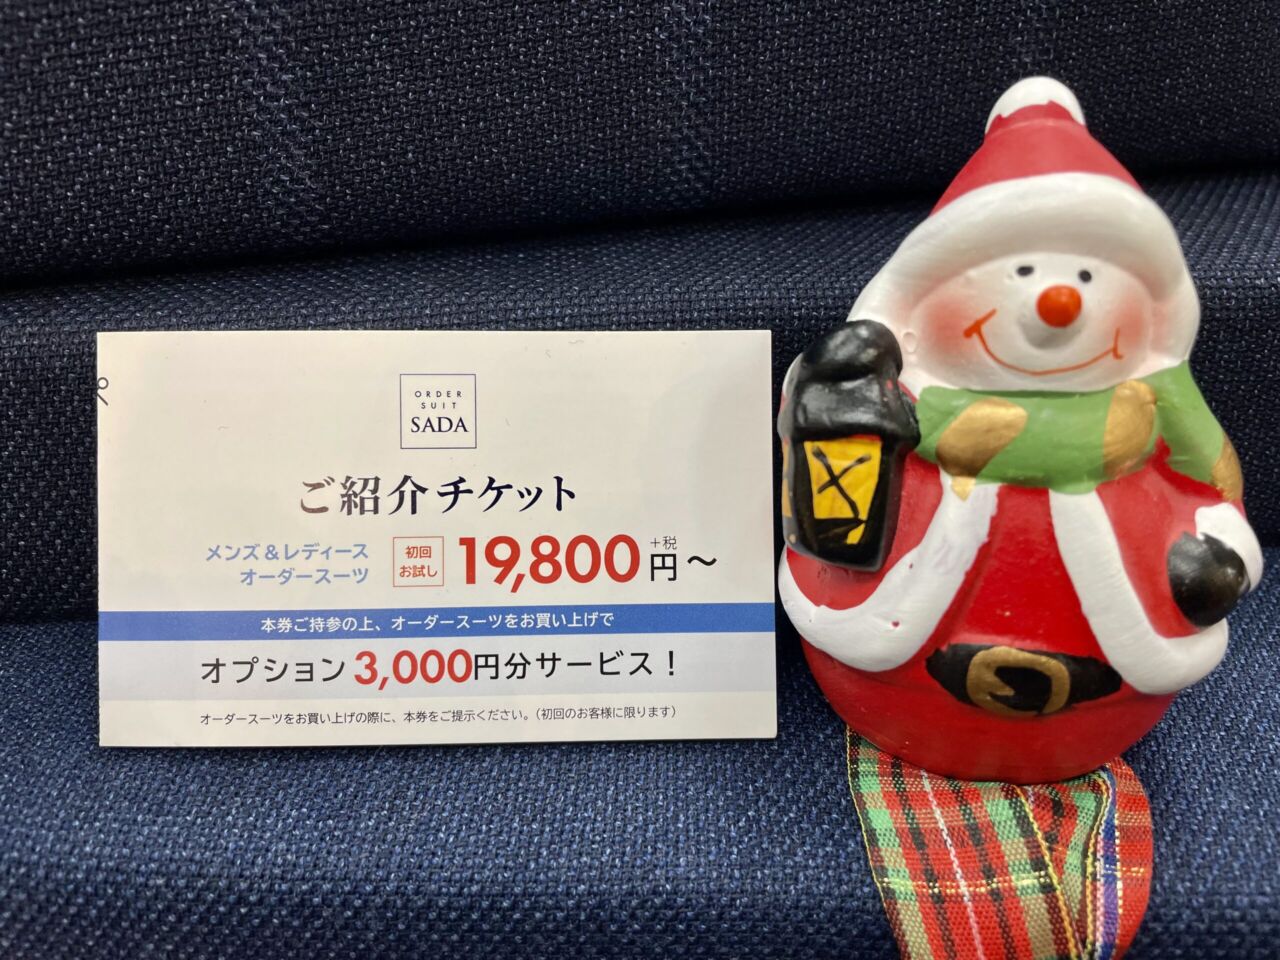 ORDER
SUIT
SADA
ご紹介チケット
メンズ＆レディース
オーダースーツ
初回
お試し
19,800円～
+税
本券ご持参の上、オーダースーツをお買い上げで
オプション3,000円分サービス！
オーダースーツをお買い上げの際に、本券をご提示ください。（初回のお客様に限ります）